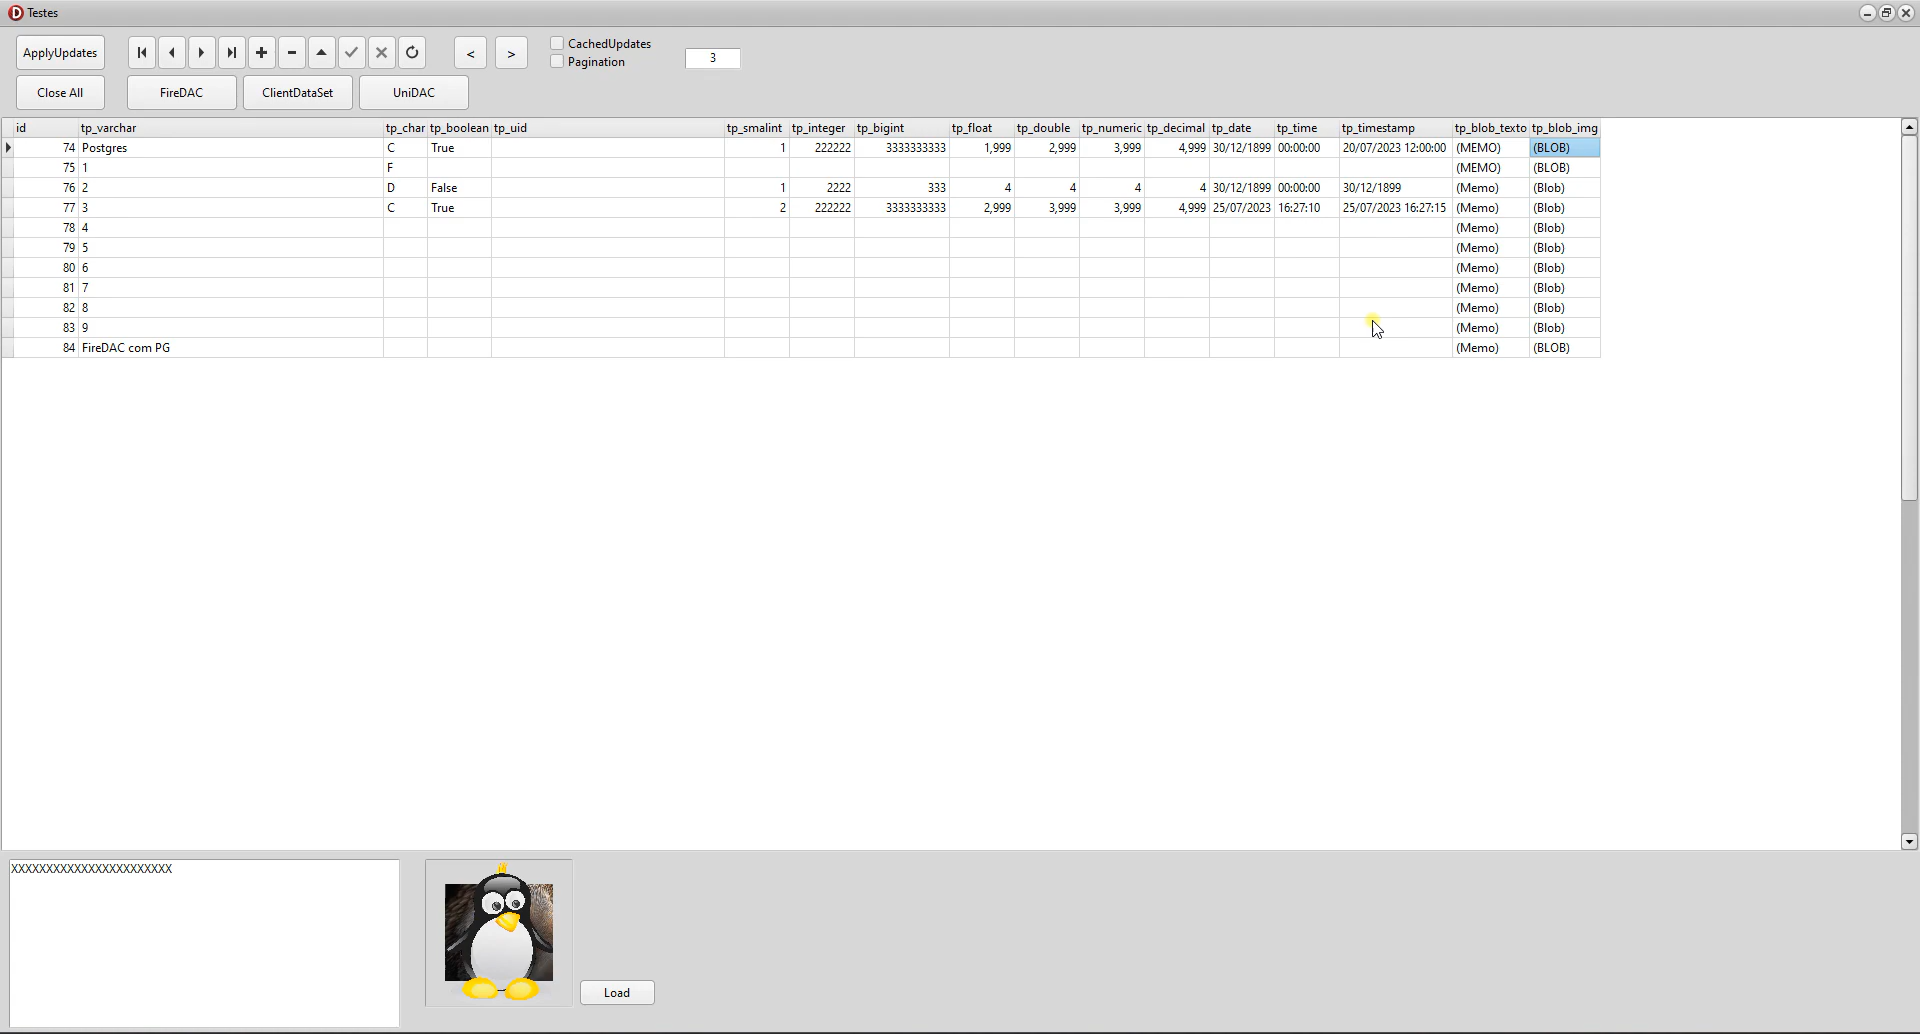 Testes
ApplyUpdates < > CachedUpdates
Pagination 3
Close All FireDAC ClientDataSet UniDAC
id tp_varchar tp_char tp_boolean tp_uid tp_smalint tp_integer tp_bigint tp_float tp_double tp_numeric tp_decimal tp_date tp_time tp_timestamp tp_blob_texto tp_blob_img
74 Postgres C True 1 222222 3333333333 1,999 2,999 3,999 4,999 30/12/1899 00:00:00 20/07/2023 12:00:00 (MEMO) (BLOB)
75 1 F (MEMO) (BLOB)
76 2 D False 1 2222 333 4 4 4 4 30/12/1899 00:00:00 30/12/1899 (Memo) (Blob)
77 3 C True 2 222222 3333333333 2,999 3,999 3,999 4,999 25/07/2023 16:27:10 25/07/2023 16:27:15 (Memo) (Blob)
78 4 (Memo) (Blob)
79 5 (Memo) (Blob)
80 6 (Memo) (Blob)
81 7 (Memo) (Blob)
82 8 (Memo) (Blob)
83 9 (Memo) (Blob)
84 FireDAC com PG (Memo) (BLOB)
XXXXXXXXXXXXXXXXXXXXXXX
Load